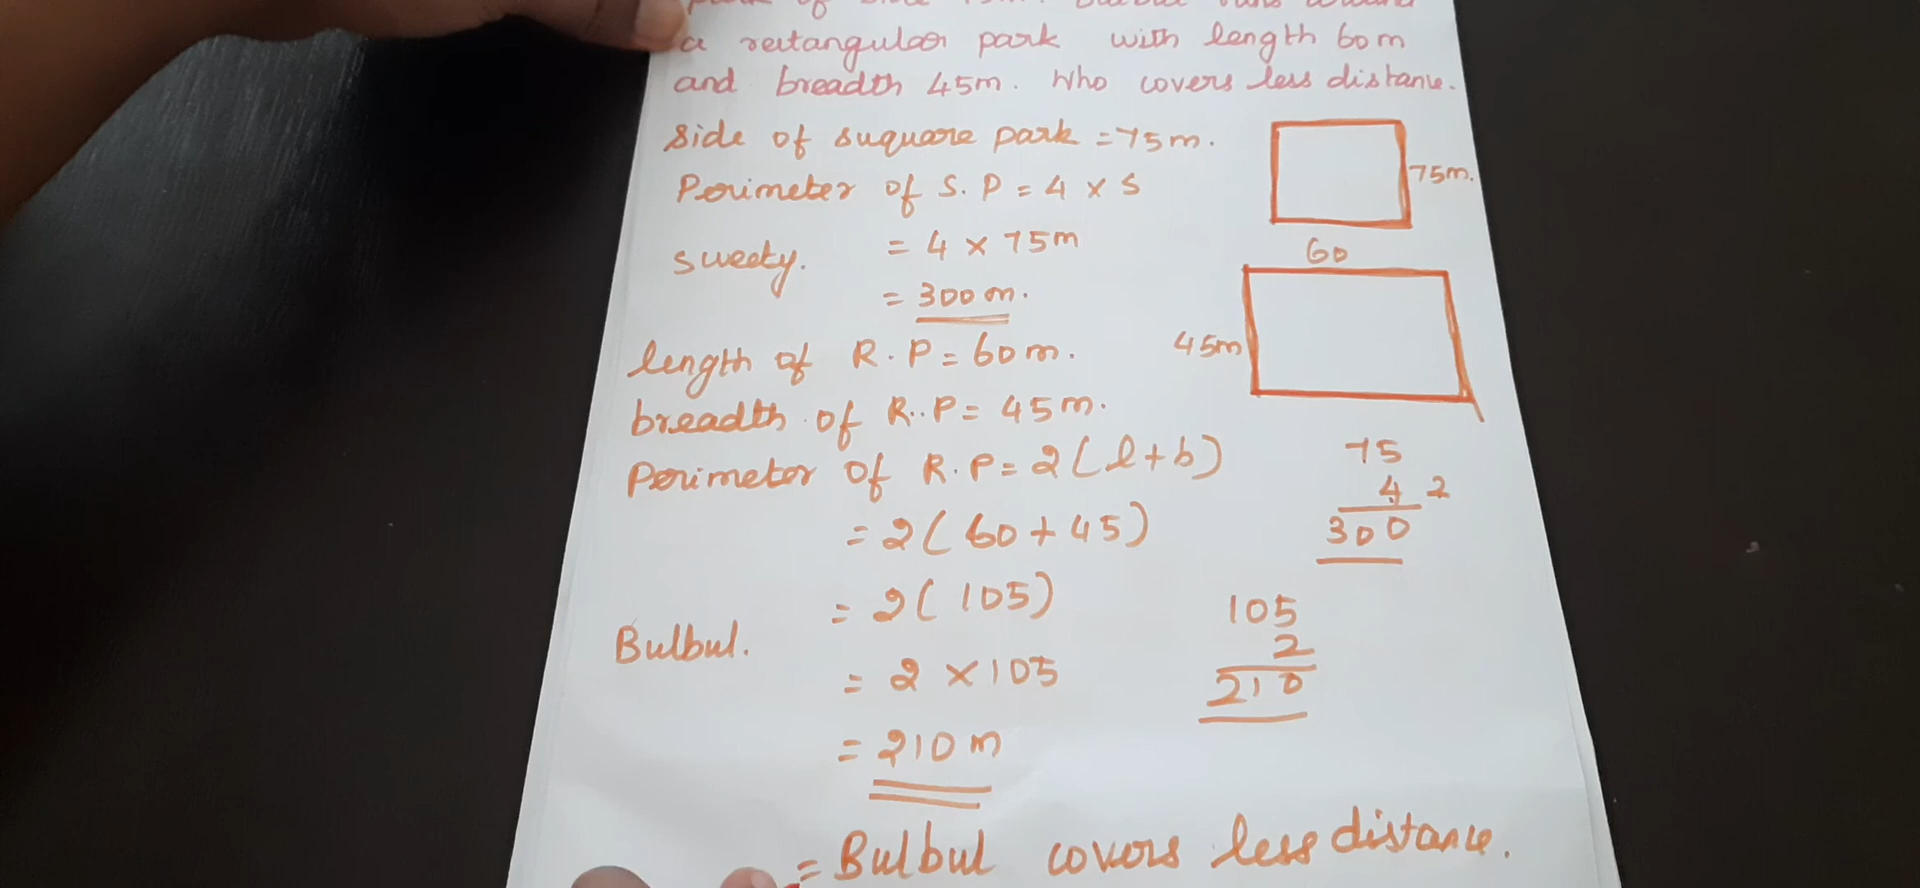 a rectangular park with length 60m
and breadth 45m. Who covers less distance.
Side of suquare park = 75m.
75m.
Perimeter of S.P = 4 × S
Sweety.
= 4 × 75m
= 300m.
60
45m
length of R.P = 60m.
breadth of R..P = 45m.
Perimeter of R.P = 2(l+b)
= 2(60+45)
= 2(105)
Bulbul.
= 2 × 105
= 210 m
75
4 2
300
105
2
210
= Bulbul covers less distance.